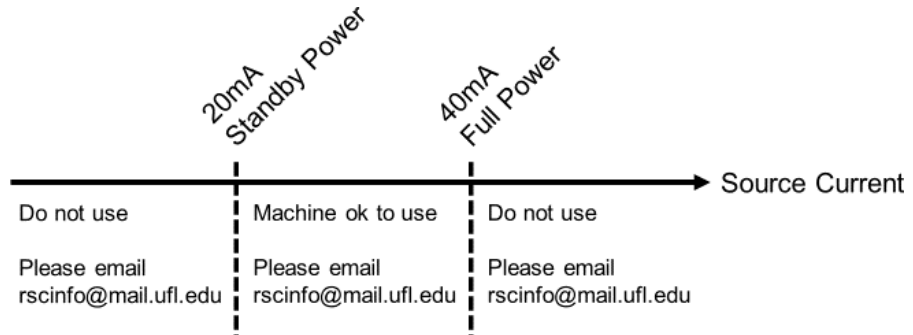 20mA
Standby Power
40mA
Full Power
Source Current
Do not use
Please email
rscinfo@mail.ufl.edu
Machine ok to use
Please email
rscinfo@mail.ufl.edu
Do not use
Please email
rscinfo@mail.ufl.edu